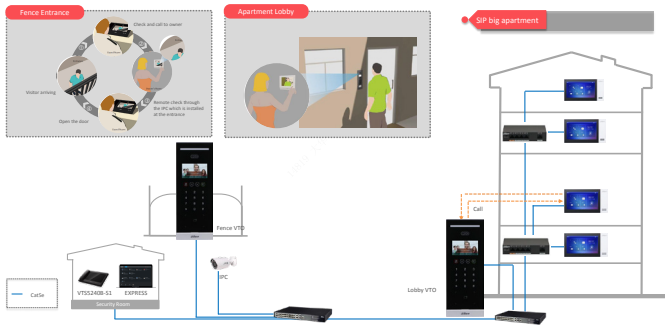 Fence Entrance
Apartment Lobby
SIP big apartment
Check and call to owner
Visitor arriving
Remote check through
the IPC which is installed
at the entrance
Open the door
Call
Fence VTO
IPC
Lobby VTO
VTS5240B-S1
EXPRESS
Security Room
Cat5e